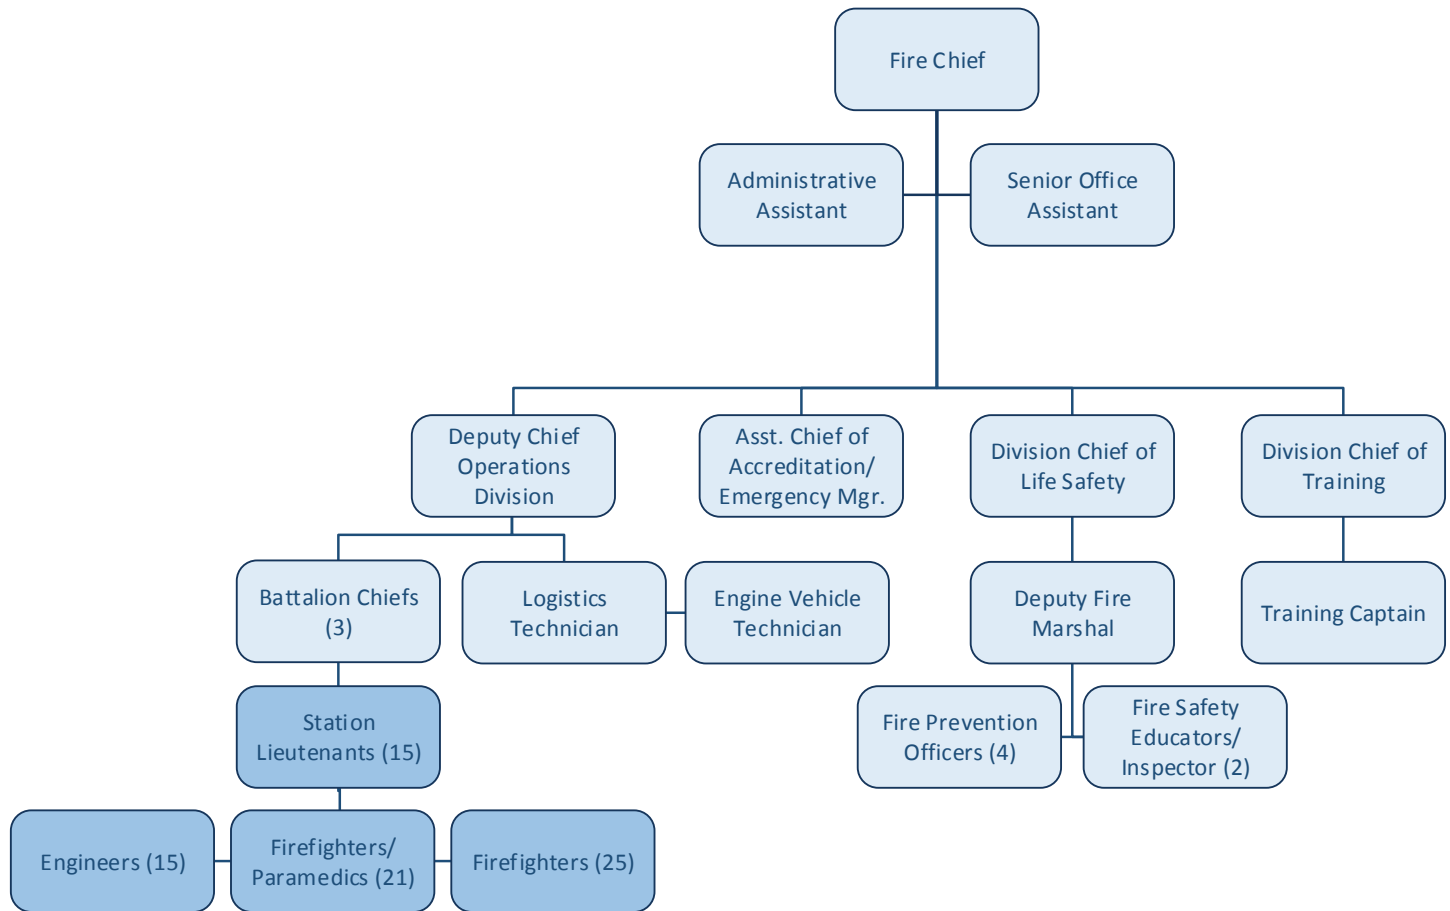 Fire Chief
Administrative
Assistant
Senior Office
Assistant
Deputy Chief
Operations
Division
Asst. Chief of
Accreditation/
Emergency Mgr.
Division Chief of
Life Safety
Division Chief of
Training
Battalion Chiefs
(3)
Logistics
Technician
Engine Vehicle
Technician
Deputy Fire
Marshal
Training Captain
Station
Lieutenants (15)
Fire Prevention
Officers (4)
Fire Safety
Educators/
Inspector (2)
Engineers (15)
Firefighters/
Paramedics (21)
Firefighters (25)